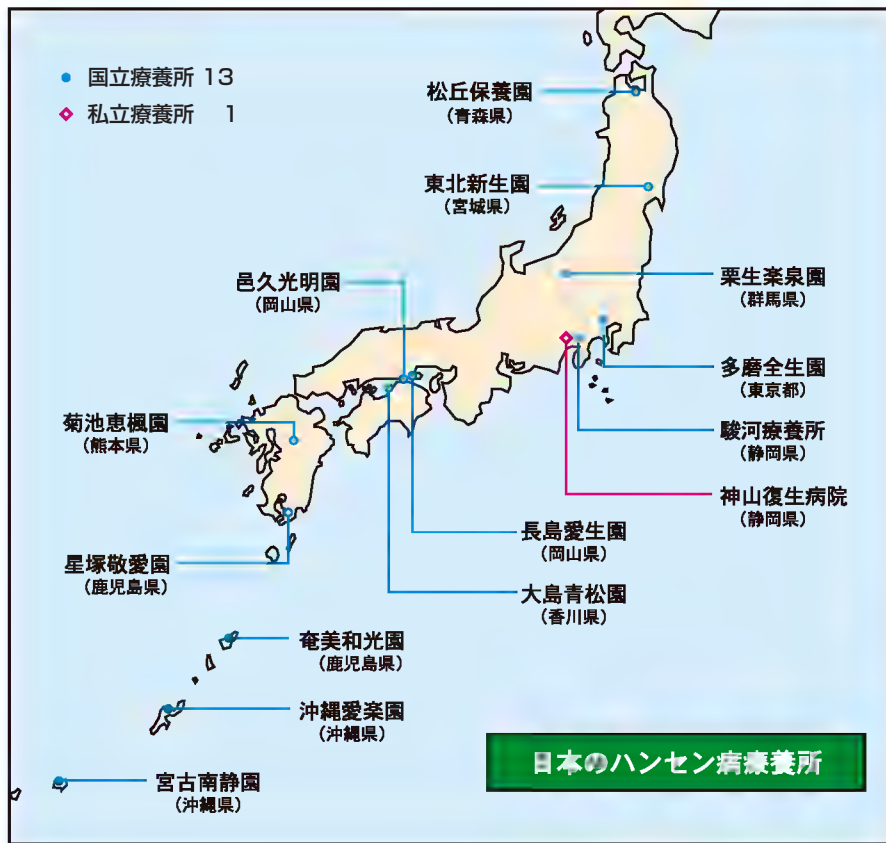 国立療養所 13
私立療養所 1
松丘保養園
(青森県)
東北新生園
(宮城県)
邑久光明園
(岡山県)
栗生楽泉園
(群馬県)
多磨全生園
(東京都)
菊池恵楓園
(熊本県)
駿河療養所
(静岡県)
神山復生病院
(静岡県)
長島愛生園
(岡山県)
星塚敬愛園
(鹿児島県)
大島青松園
(香川県)
奄美和光園
(鹿児島県)
沖縄愛楽園
(沖縄県)
宮古南静園
(沖縄県)
日本のハンセン病療養所